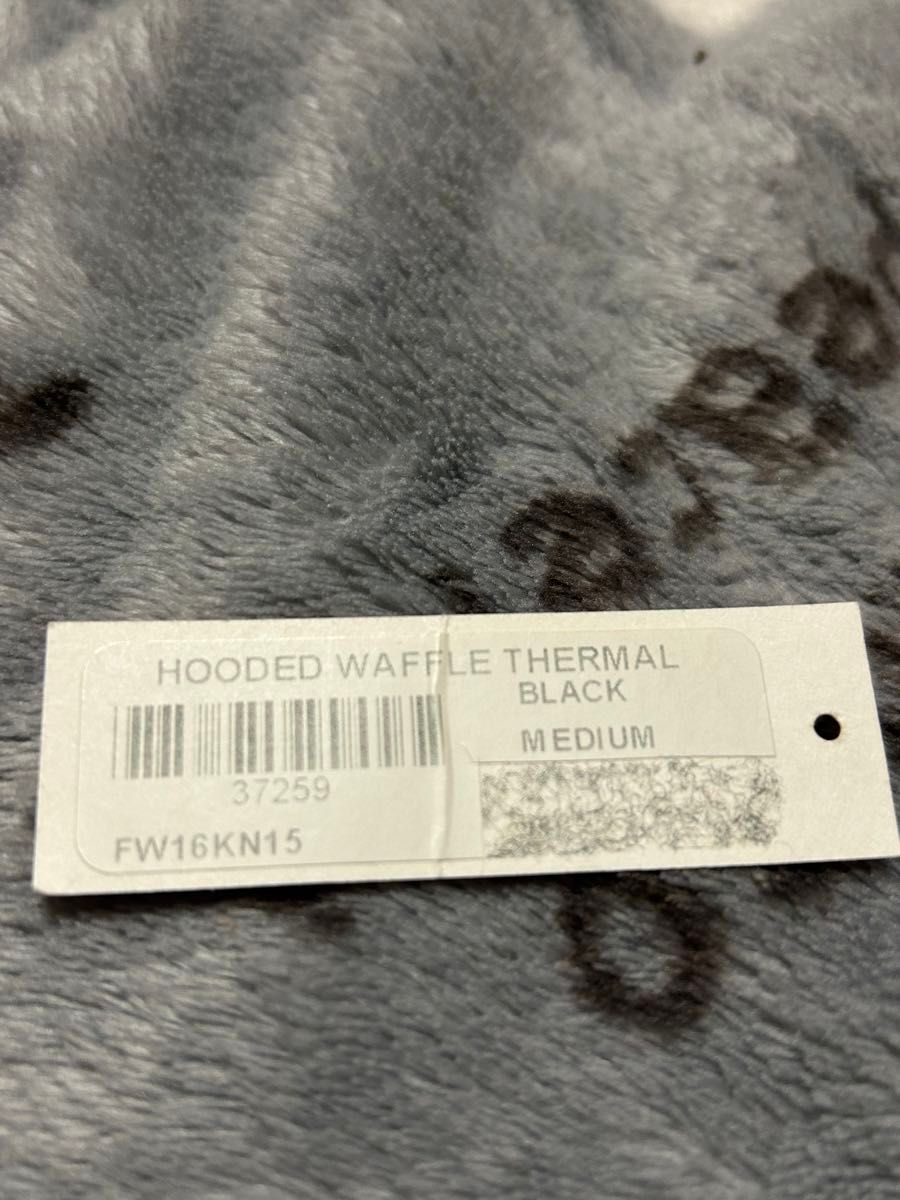 HOODED WAFFLE THERMAL
BLACK
MEDIUM
37259
FW16KN15